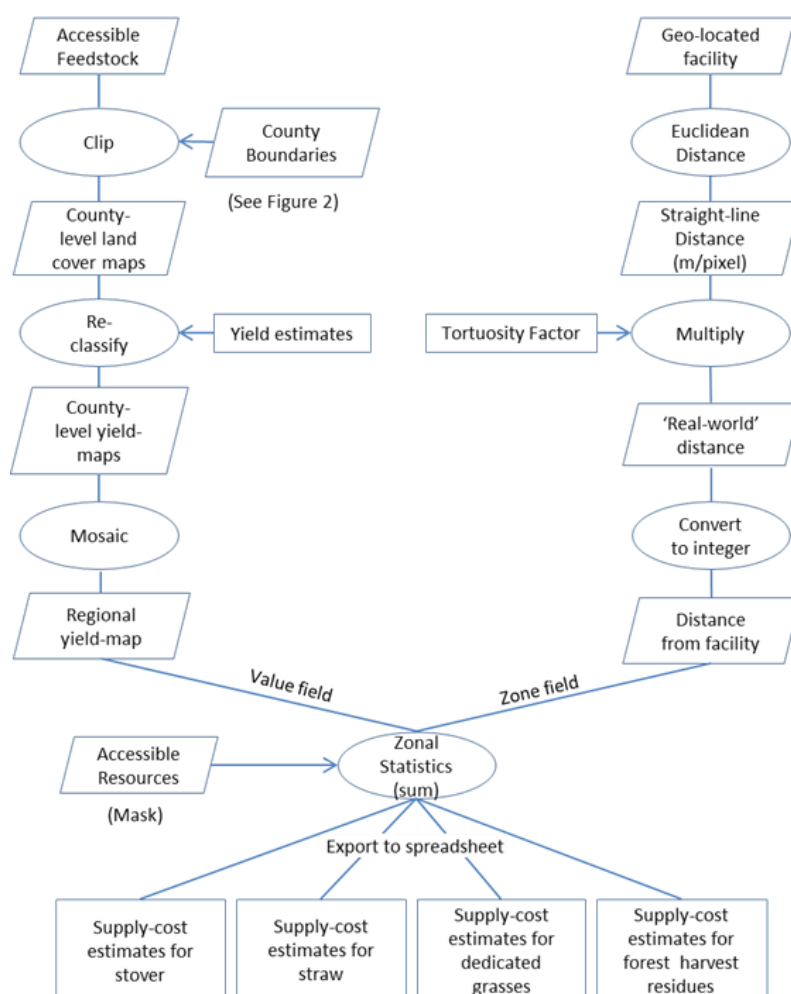 Accessible
Feedstock
Clip
County
Boundaries
(See Figure 2)
County-
level land
cover maps
Re-
classify
Yield estimates
County-
level yield-
maps
Mosaic
Regional
yield-map
Geo-located
facility
Euclidean
Distance
Straight-line
Distance
(m/pixel)
Tortuosity Factor
Multiply
‘Real-world’
distance
Convert
to integer
Distance
from facility
Value field
Zone field
Accessible
Resources
(Mask)
Zonal
Statistics
(sum)
Export to spreadsheet
Supply-cost
estimates for
stover
Supply-cost
estimates for
straw
Supply-cost
estimates for
dedicated
grasses
Supply-cost
estimates for
forest harvest
residues